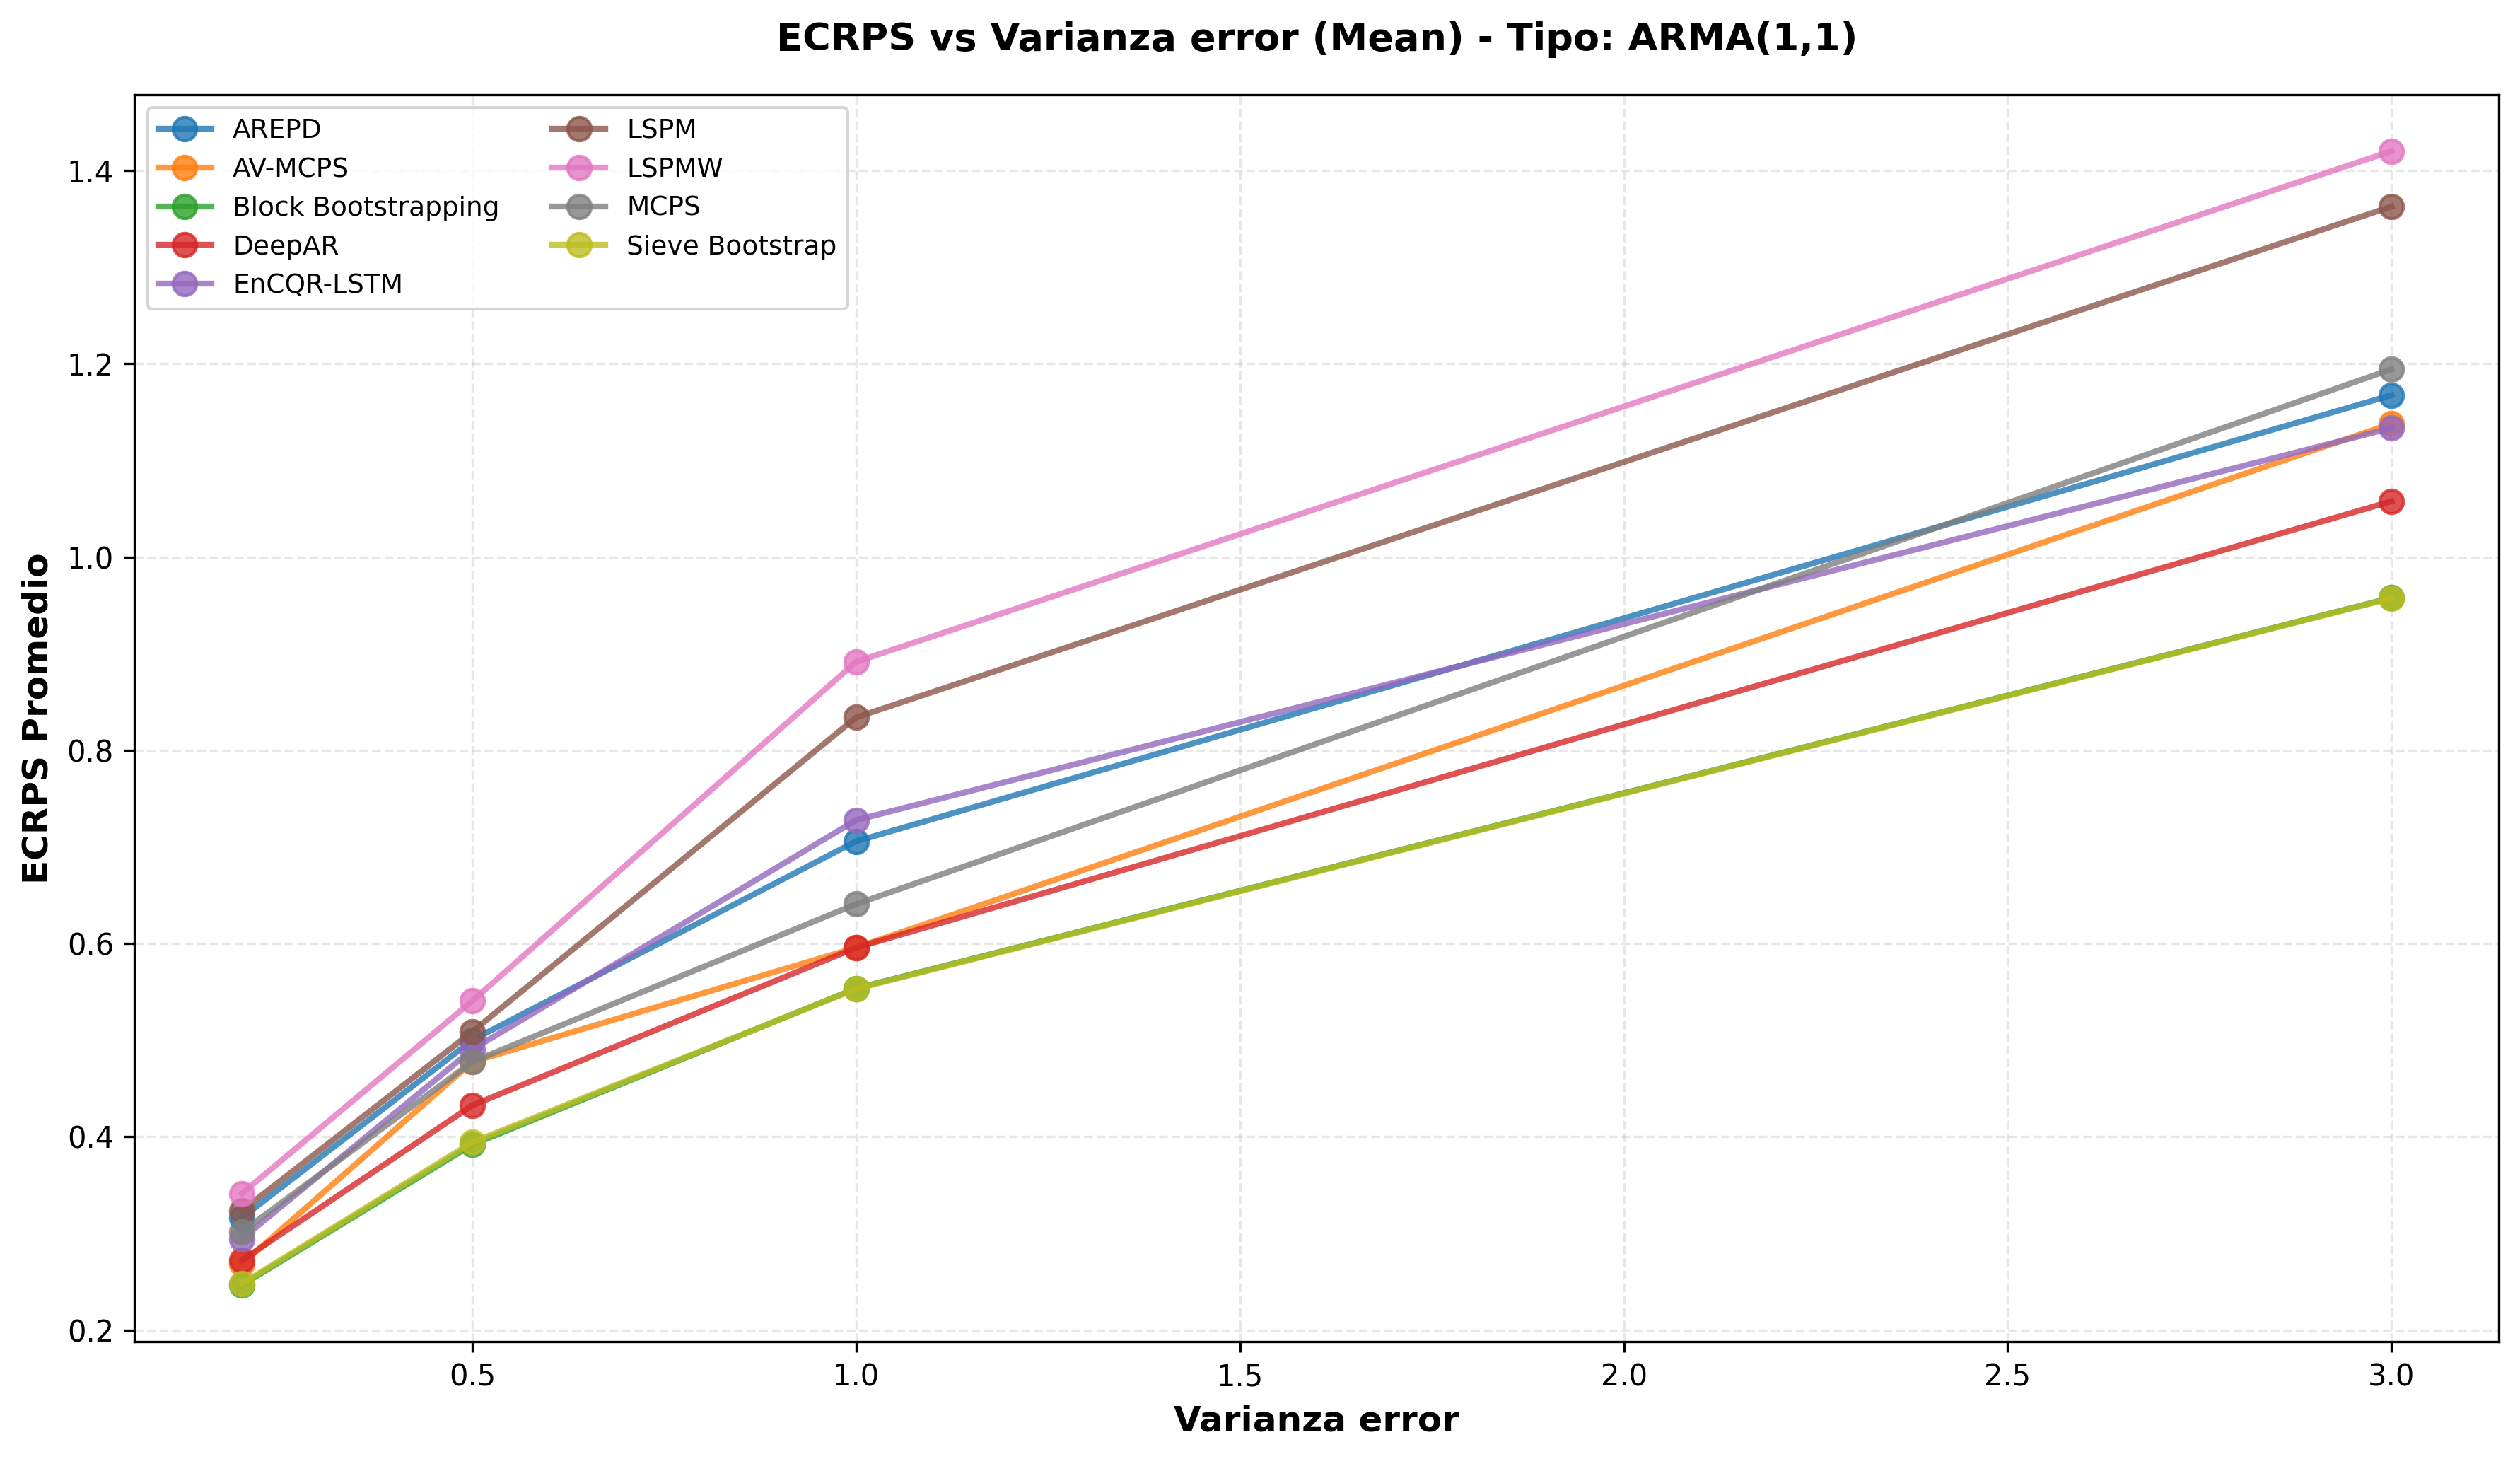 ECRPS vs Varianza error (Mean) - Tipo: ARMA(1,1)
AREPD
AV-MCPS
Block Bootstrapping
DeepAR
EnCQR-LSTM
LSPM
LSPMW
MCPS
Sieve Bootstrap
ECRPS Promedio
1.4
1.2
1.0
0.8
0.6
0.4
0.2
0.5
1.0
1.5
2.0
2.5
3.0
Varianza error